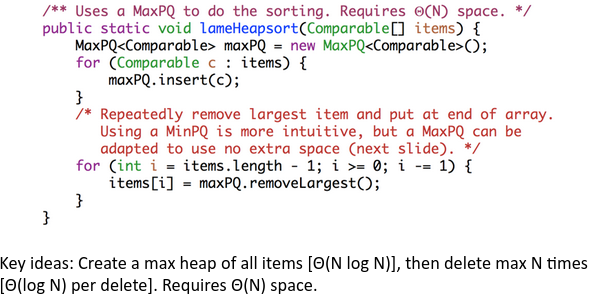 /** Uses a MaxPQ to do the sorting. Requires Θ(N) space. */
public static void lameHeapsort(Comparable[] items) {
MaxPQ<Comparable> maxPQ = new MaxPQ<Comparable>();
for (Comparable c : items) {
maxPQ.insert(c);
}
/* Repeatedly remove largest item and put at end of array.
Using a MinPQ is more intuitive, but a MaxPQ can be
adapted to use no extra space (next slide). */
for (int i = items.length - 1; i >= 0; i -= 1) {
items[i] = maxPQ.removeLargest();
}
}
Key ideas: Create a max heap of all items [Θ(N log N)], then delete max N times
[Θ(log N) per delete]. Requires Θ(N) space.